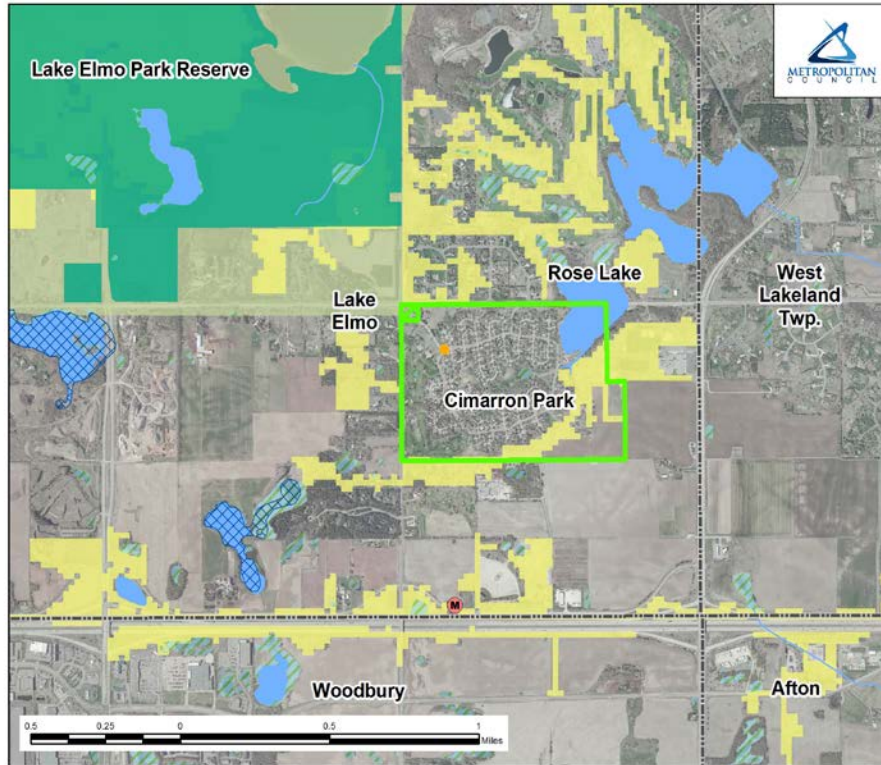 METROPOLITAN
COUNCIL
Lake Elmo Park Reserve
Rose Lake
West
Lakeland
Twp.
Lake
Elmo
Cimarron Park
M
Woodbury
Afton
0.5 0.25 0 0.5 1
Miles